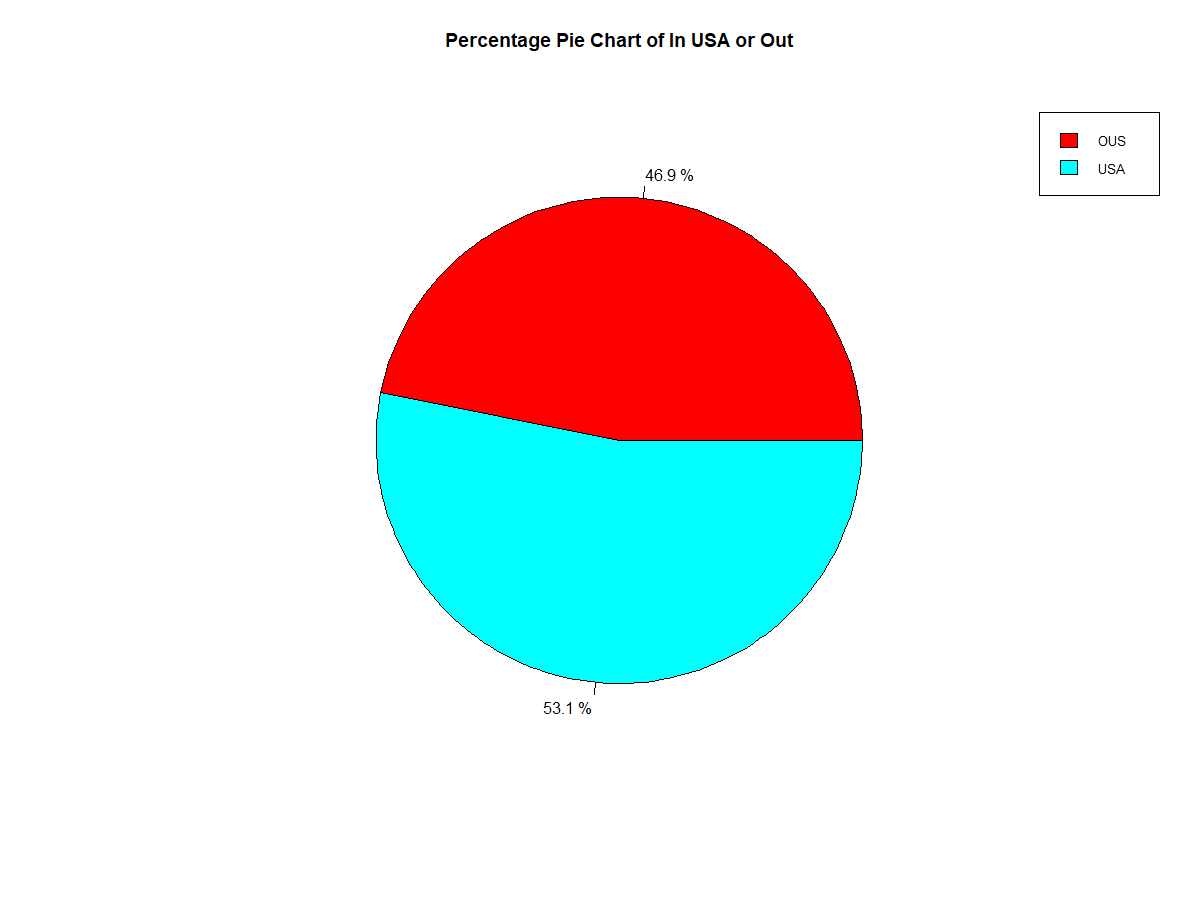 Percentage Pie Chart of In USA or Out
OUS
USA
46.9 %
53.1 %